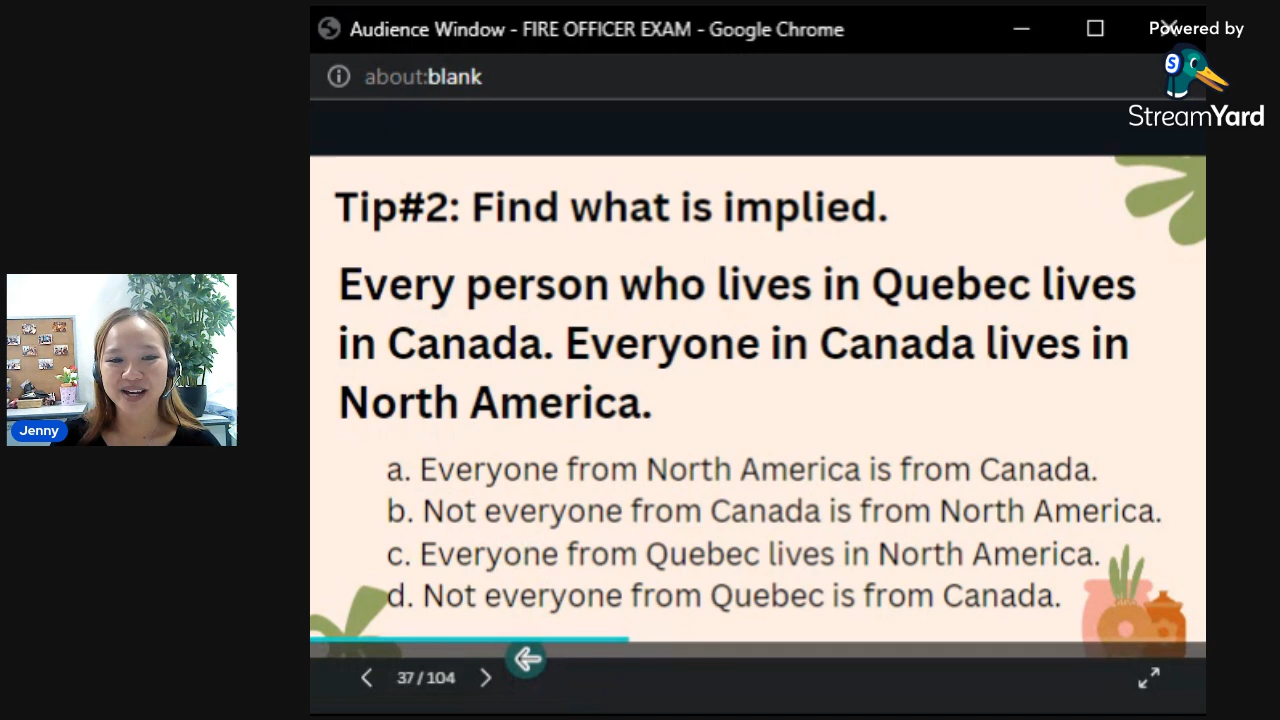 Audience Window - FIRE OFFICER EXAM - Google Chrome
Powered by
about:blank
StreamYard
Tip#2: Find what is implied.
Every person who lives in Quebec lives
in Canada. Everyone in Canada lives in
North America.
a. Everyone from North America is from Canada.
b. Not everyone from Canada is from North America.
c. Everyone from Quebec lives in North America.
d. Not everyone from Quebec is from Canada.
Jenny
37 / 104